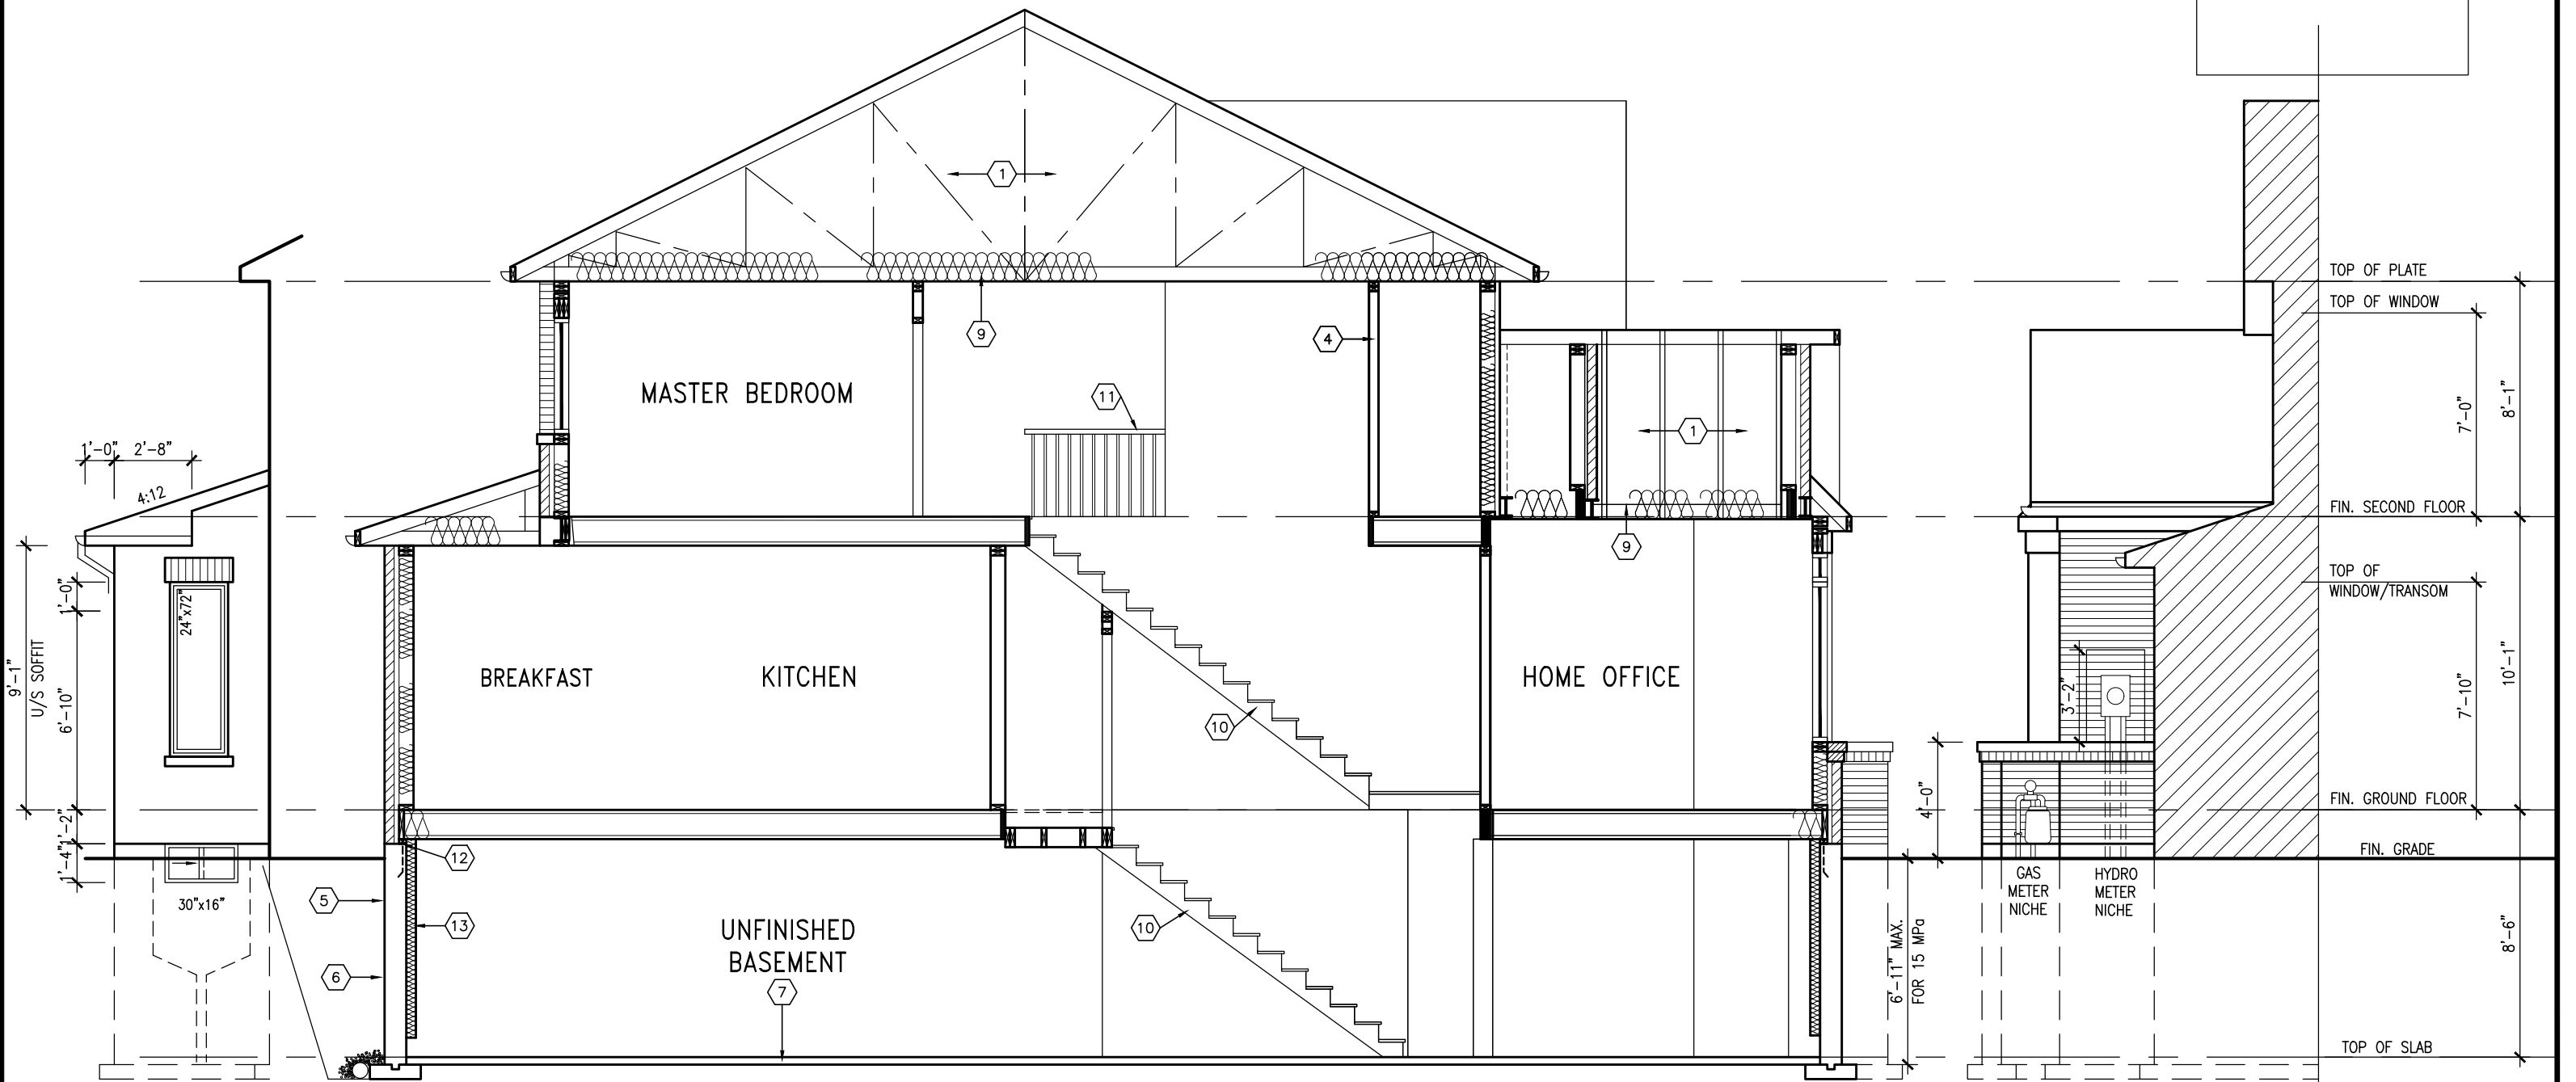 1
TOP OF PLATE
TOP OF WINDOW
9
4
MASTER BEDROOM
11
1
7'-0"
8'-1"
1'-0"
2'-8"
4:12
FIN. SECOND FLOOR
9
TOP OF
WINDOW/TRANSOM
1'-0"
24"x72"
9'-1"
U/S SOFFIT
6'-10"
BREAKFAST
KITCHEN
HOME OFFICE
10
3'-2"
7'-10"
10'-1"
FIN. GROUND FLOOR
4'-0"
1'-2"
1'-4"
12
FIN. GRADE
30"x16"
5
13
6
UNFINISHED
BASEMENT
7
10
6'-11" MAX.
FOR 15 MPa
GAS
METER
NICHE
HYDRO
METER
NICHE
8'-6"
TOP OF SLAB